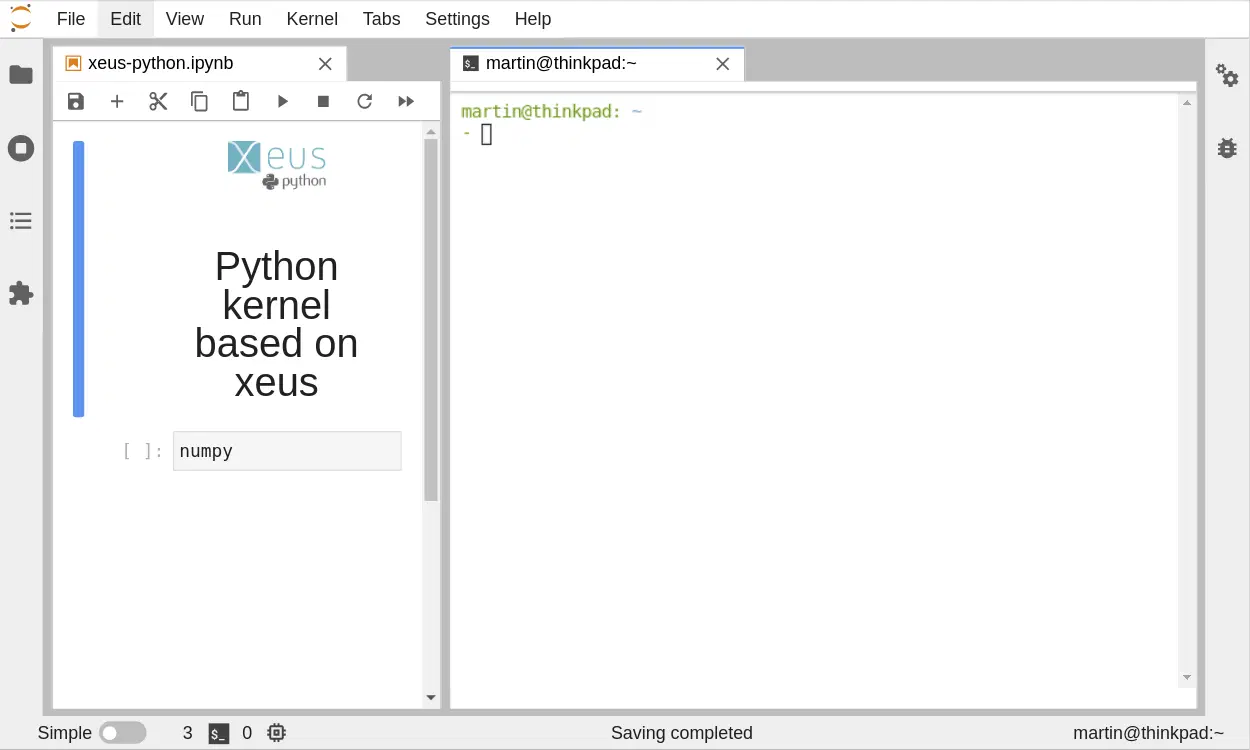 File Edit View Run Kernel Tabs Settings Help
xeus-python.ipynb
martin@thinkpad:~
martin@thinkpad: ~
-
Xeus
python
Python
kernel
based on
xeus
[ ]: numpy
Simple 3 $_ 0 Saving completed martin@thinkpad:~